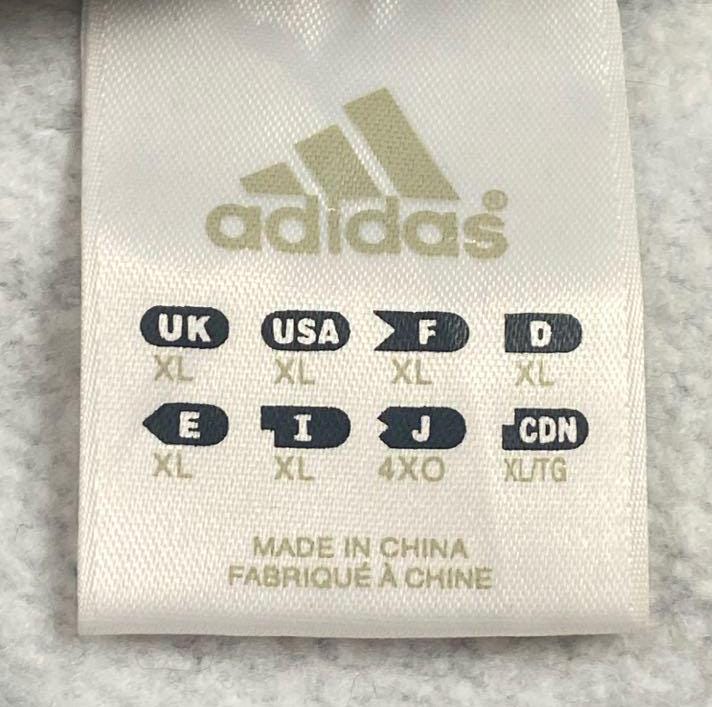 adidas®
UK USA F D
XL XL XL XL
E I J CDN
XL XL 4XO XL/TG
MADE IN CHINA
FABRIQUÉ À CHINE